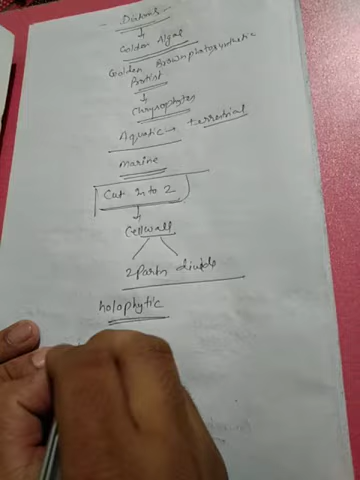 - Diatoms -
Golden Algae
Golden Brown photosynthetic
Protist
Chrysophytes
Aquatic → terrestrial
marine
Cut in to 2
Cellwall
2 Parts divide
holophytic